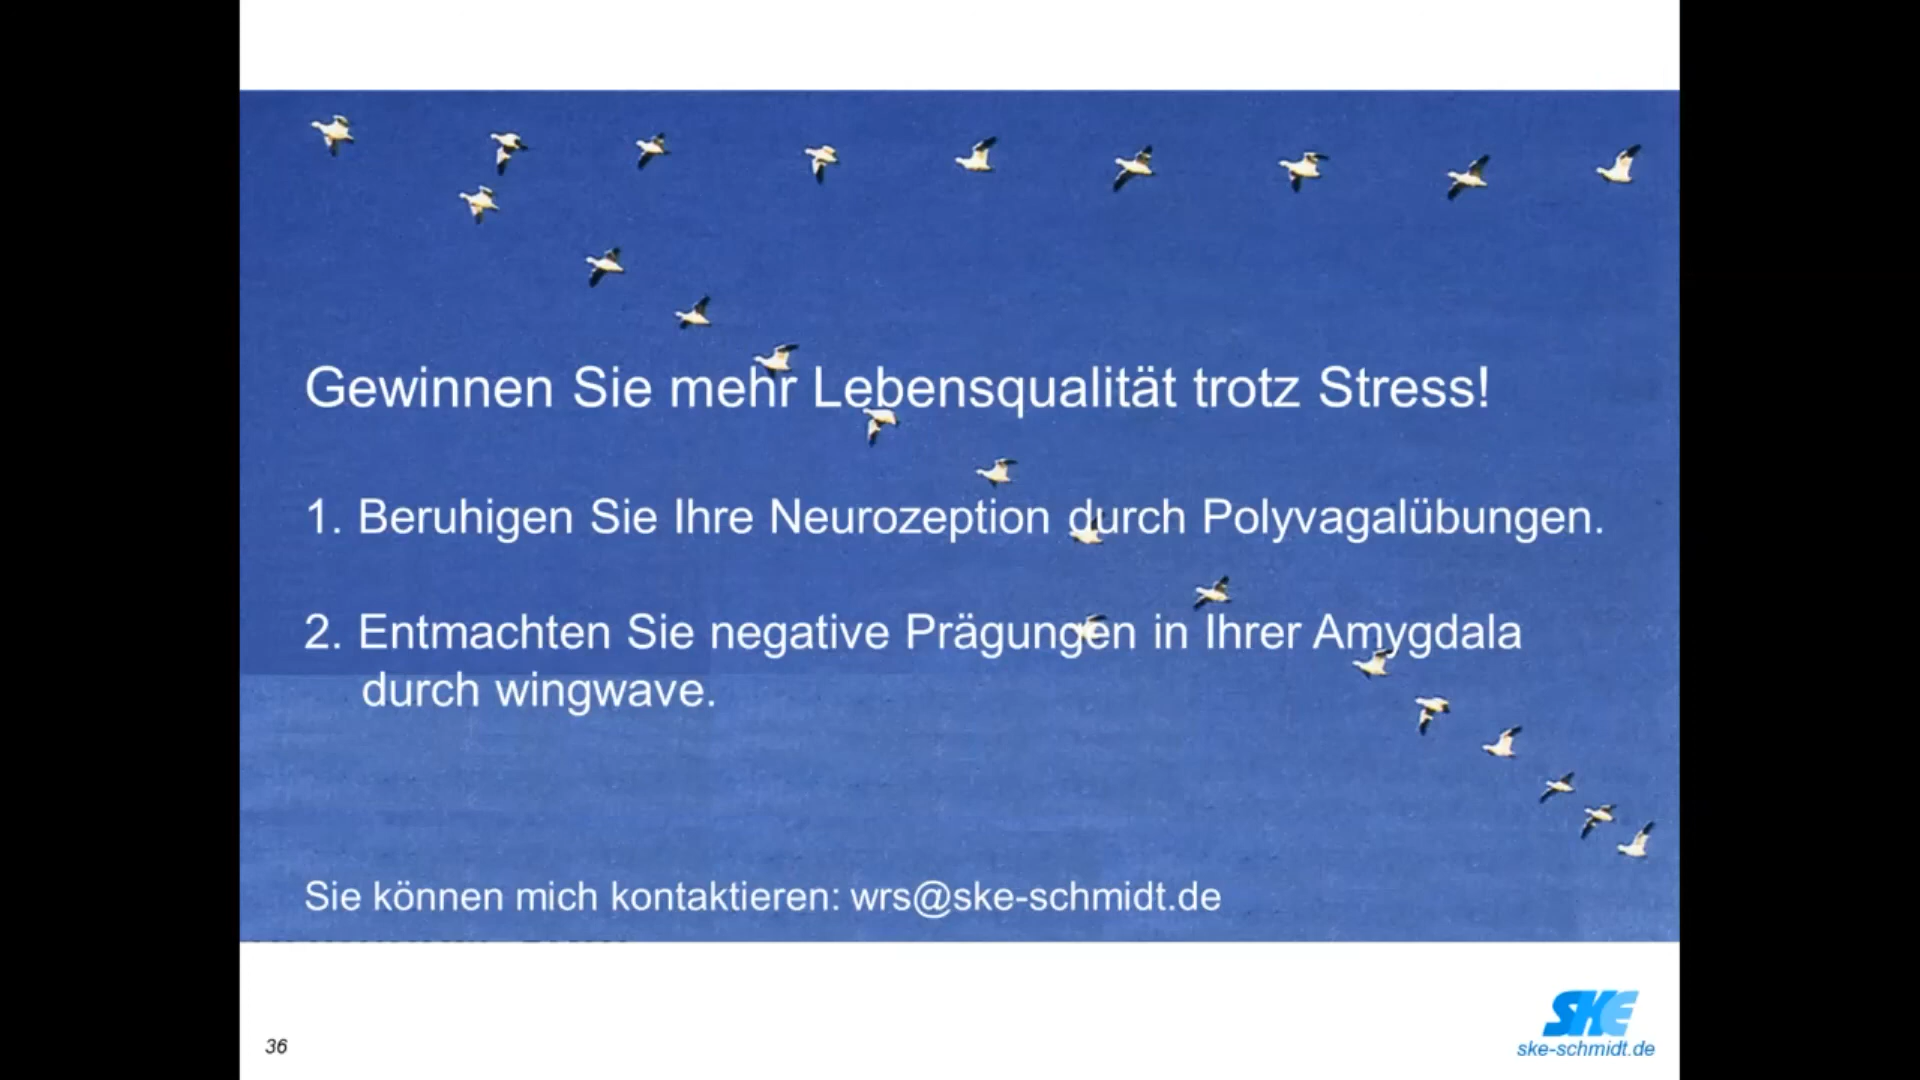 Gewinnen Sie mehr Lebensqualität trotz Stress!
1. Beruhigen Sie Ihre Neurozeption durch Polyvagalübungen.
2. Entmachten Sie negative Prägungen in Ihrer Amygdala
durch wingwave.
Sie können mich kontaktieren: wrs@ske-schmidt.de
36
SKE
ske-schmidt.de